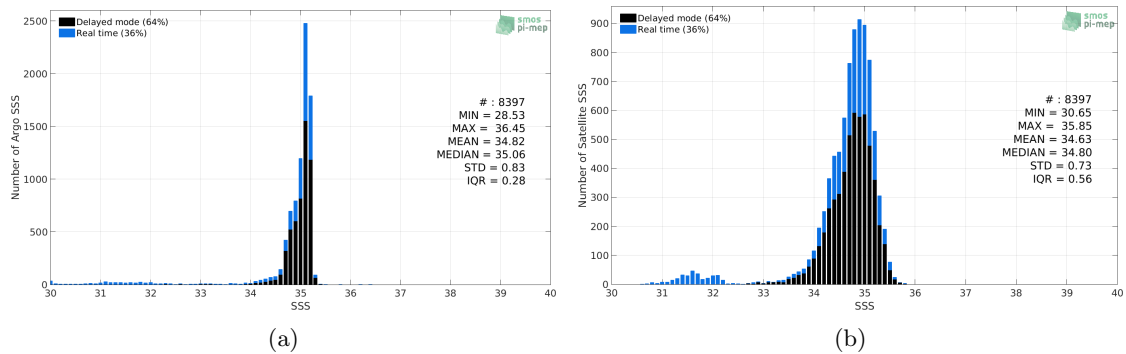 Delayed mode (64%)
Real time (36%)
smos
pi-mep
2500
2000
1500
1000
500
0
Number of Argo SSS
# : 8397
MIN = 28.53
MAX = 36.45
MEAN = 34.82
MEDIAN = 35.06
STD = 0.83
IQR = 0.28
30 31 32 33 34 35 36 37 38 39 40
SSS
(a)
Delayed mode (64%)
Real time (36%)
smos
pi-mep
900
800
700
600
500
400
300
200
100
0
Number of Satellite SSS
# : 8397
MIN = 30.65
MAX = 35.85
MEAN = 34.63
MEDIAN = 34.80
STD = 0.73
IQR = 0.56
30 31 32 33 34 35 36 37 38 39 40
SSS
(b)